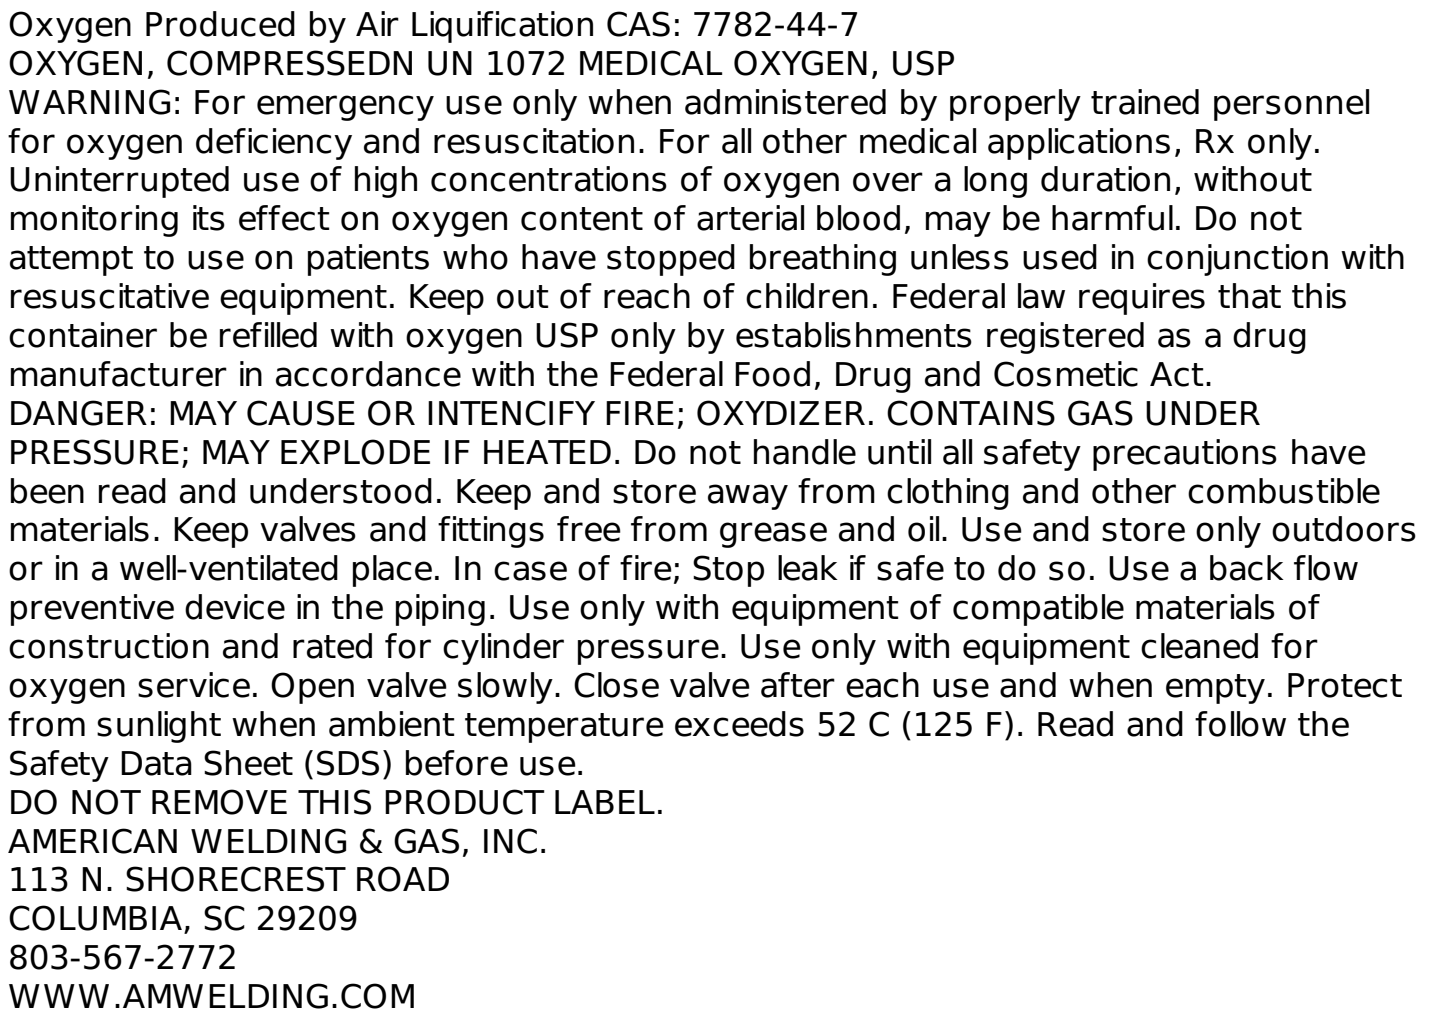 Oxygen Produced by Air Liquification CAS: 7782-44-7
OXYGEN, COMPRESSEDN UN 1072 MEDICAL OXYGEN, USP
WARNING: For emergency use only when administered by properly trained personnel
for oxygen deficiency and resuscitation. For all other medical applications, Rx only.
Uninterrupted use of high concentrations of oxygen over a long duration, without
monitoring its effect on oxygen content of arterial blood, may be harmful. Do not
attempt to use on patients who have stopped breathing unless used in conjunction with
resuscitative equipment. Keep out of reach of children. Federal law requires that this
container be refilled with oxygen USP only by establishments registered as a drug
manufacturer in accordance with the Federal Food, Drug and Cosmetic Act.
DANGER: MAY CAUSE OR INTENCIFY FIRE; OXYDIZER. CONTAINS GAS UNDER
PRESSURE; MAY EXPLODE IF HEATED. Do not handle until all safety precautions have
been read and understood. Keep and store away from clothing and other combustible
materials. Keep valves and fittings free from grease and oil. Use and store only outdoors
or in a well-ventilated place. In case of fire; Stop leak if safe to do so. Use a back flow
preventive device in the piping. Use only with equipment of compatible materials of
construction and rated for cylinder pressure. Use only with equipment cleaned for
oxygen service. Open valve slowly. Close valve after each use and when empty. Protect
from sunlight when ambient temperature exceeds 52 C (125 F). Read and follow the
Safety Data Sheet (SDS) before use.
DO NOT REMOVE THIS PRODUCT LABEL.
AMERICAN WELDING & GAS, INC.
113 N. SHORECREST ROAD
COLUMBIA, SC 29209
803-567-2772
WWW.AMWELDING.COM